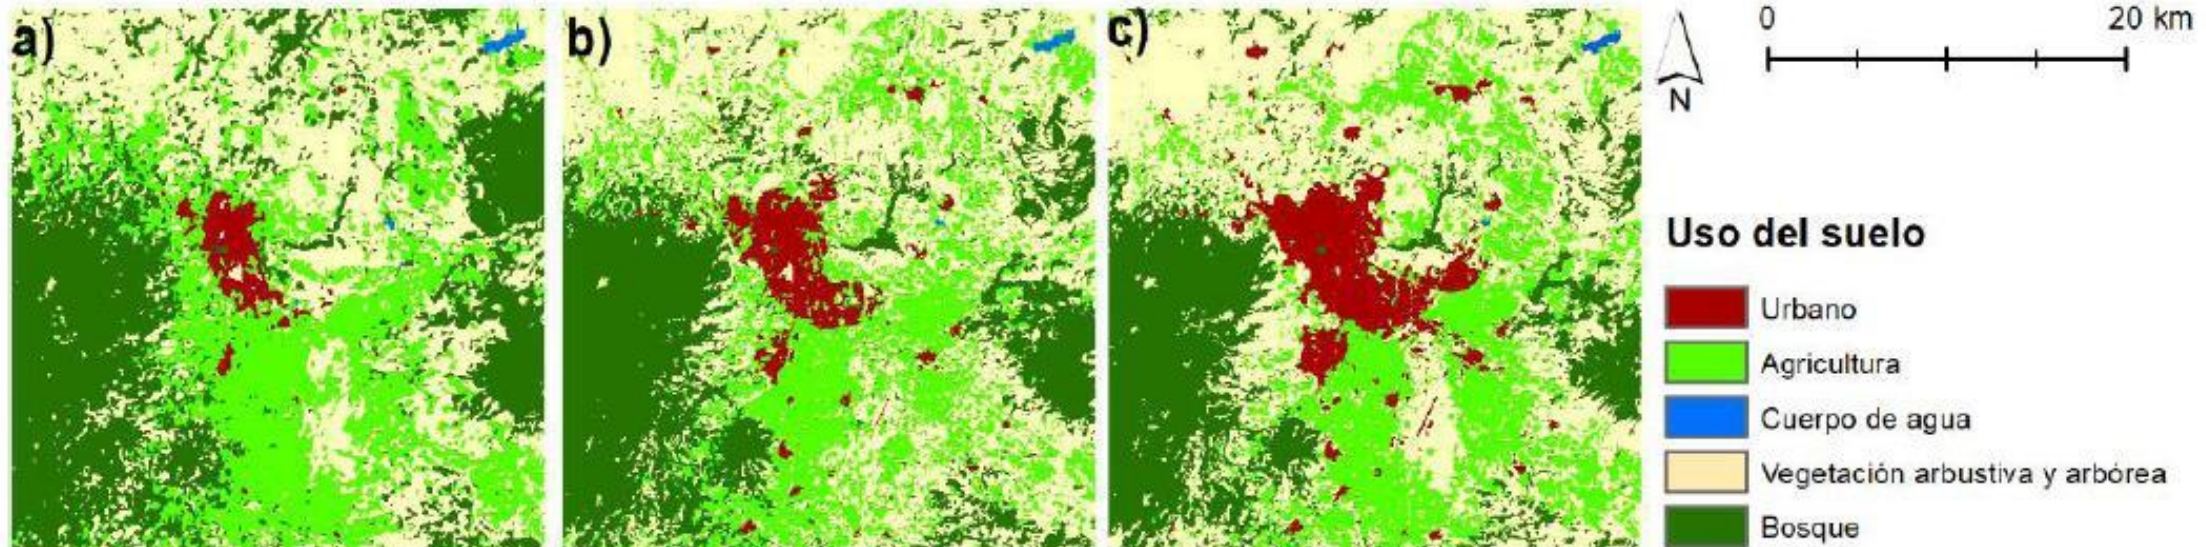 a)
b)
c)
0
20 km
N
Uso del suelo
Urbano
Agricultura
Cuerpo de agua
Vegetación arbustiva y arbórea
Bosque